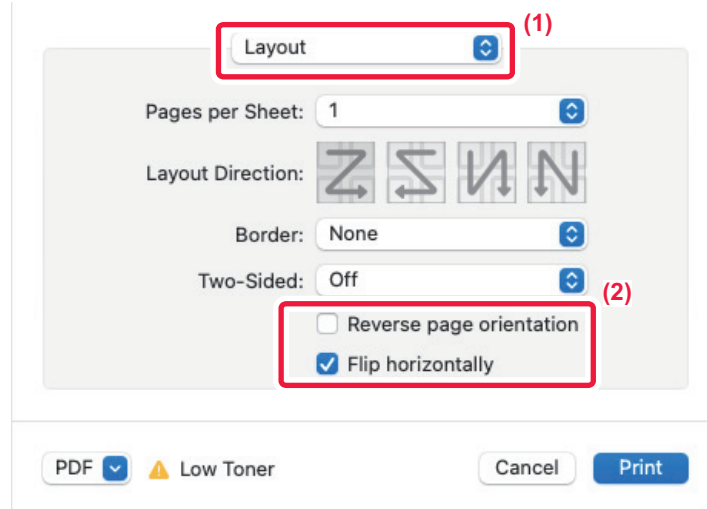 (1)
Layout
Pages per Sheet: 1
Layout Direction:
Border: None
Two-Sided: Off
(2)
Reverse page orientation
Flip horizontally
PDF Low Toner Cancel Print